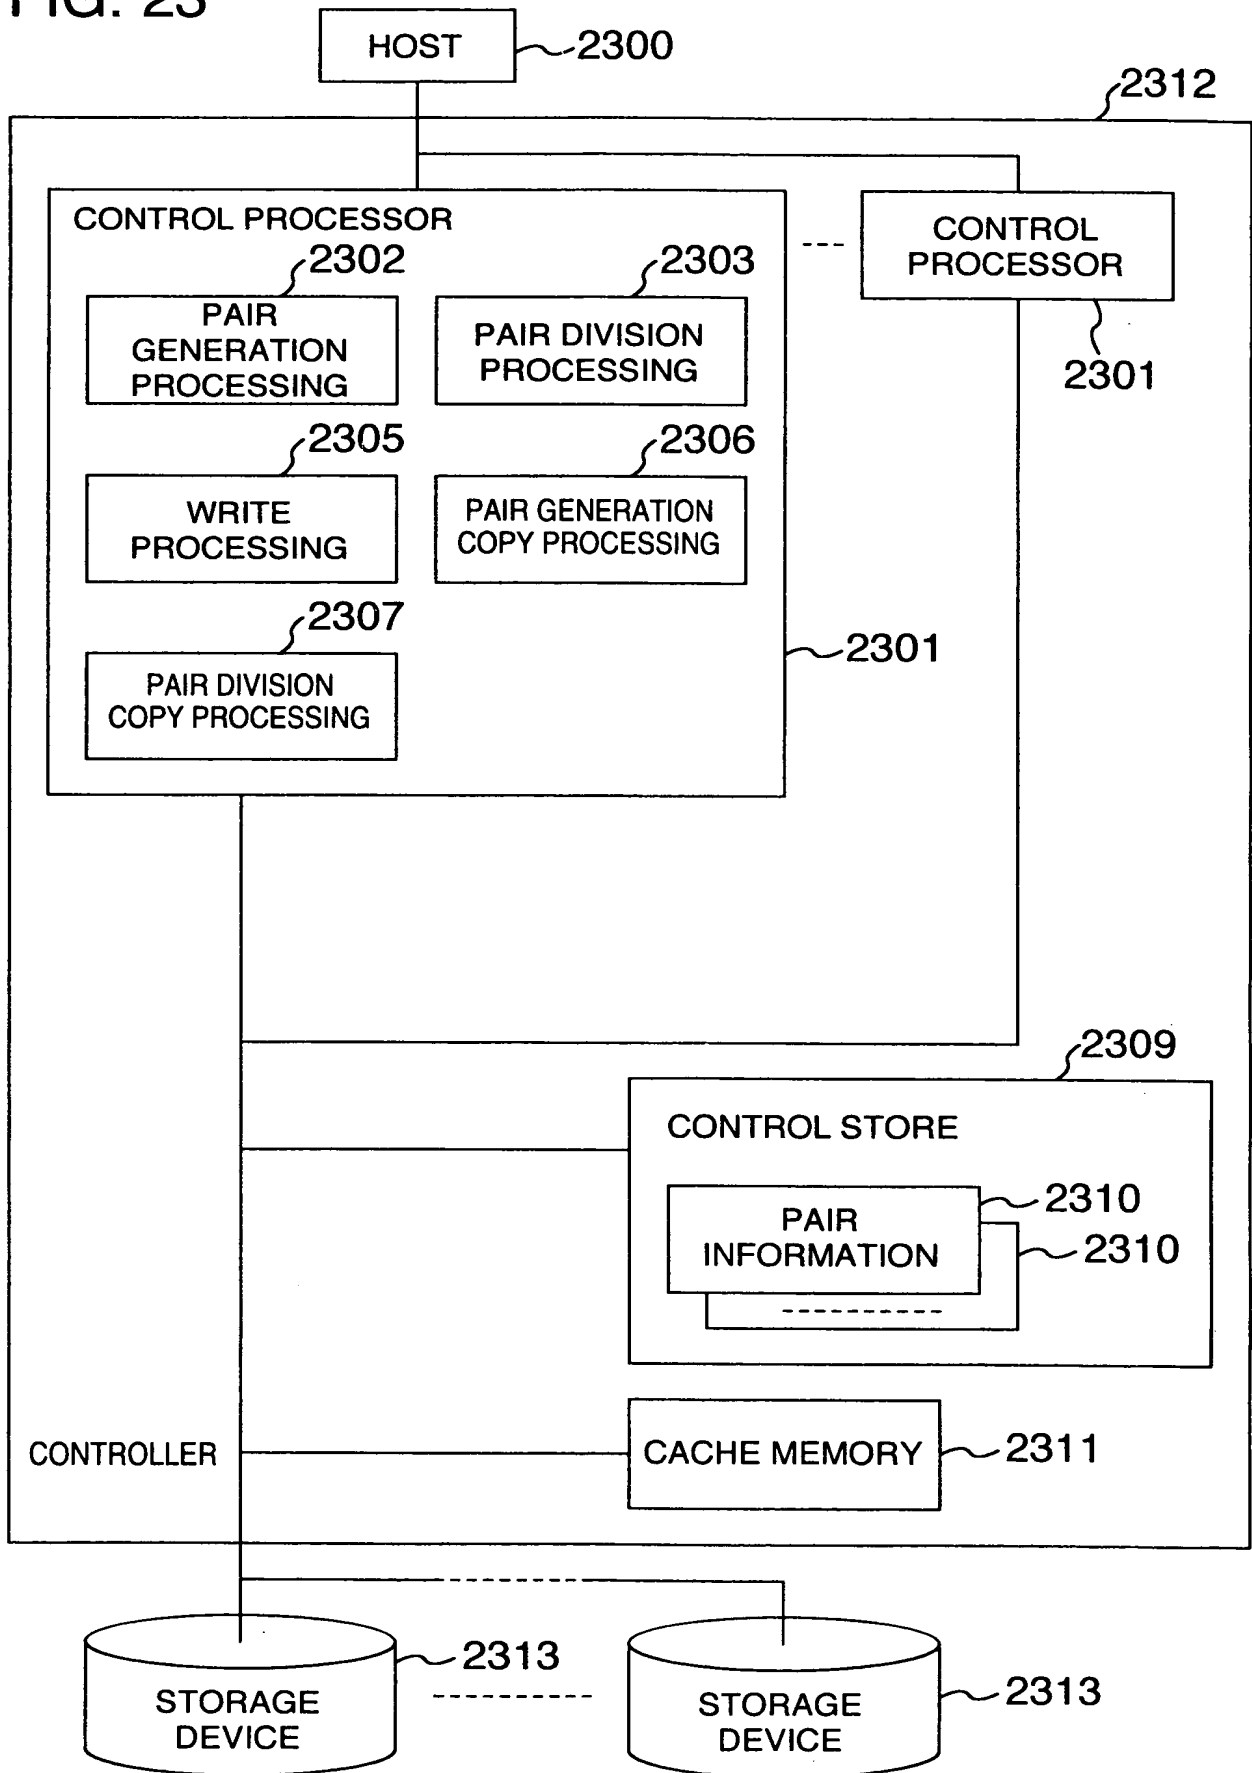 FIG. 23
HOST
2300
2312
CONTROL PROCESSOR
2302
2303
PAIR
GENERATION
PROCESSING
PAIR DIVISION
PROCESSING
CONTROL
PROCESSOR
2301
2305
2306
WRITE
PROCESSING
PAIR GENERATION
COPY PROCESSING
2307
PAIR DIVISION
COPY PROCESSING
2301
2309
CONTROL STORE
PAIR
INFORMATION
2310
2310
CONTROLLER
CACHE MEMORY
2311
STORAGE
DEVICE
2313
STORAGE
DEVICE
2313